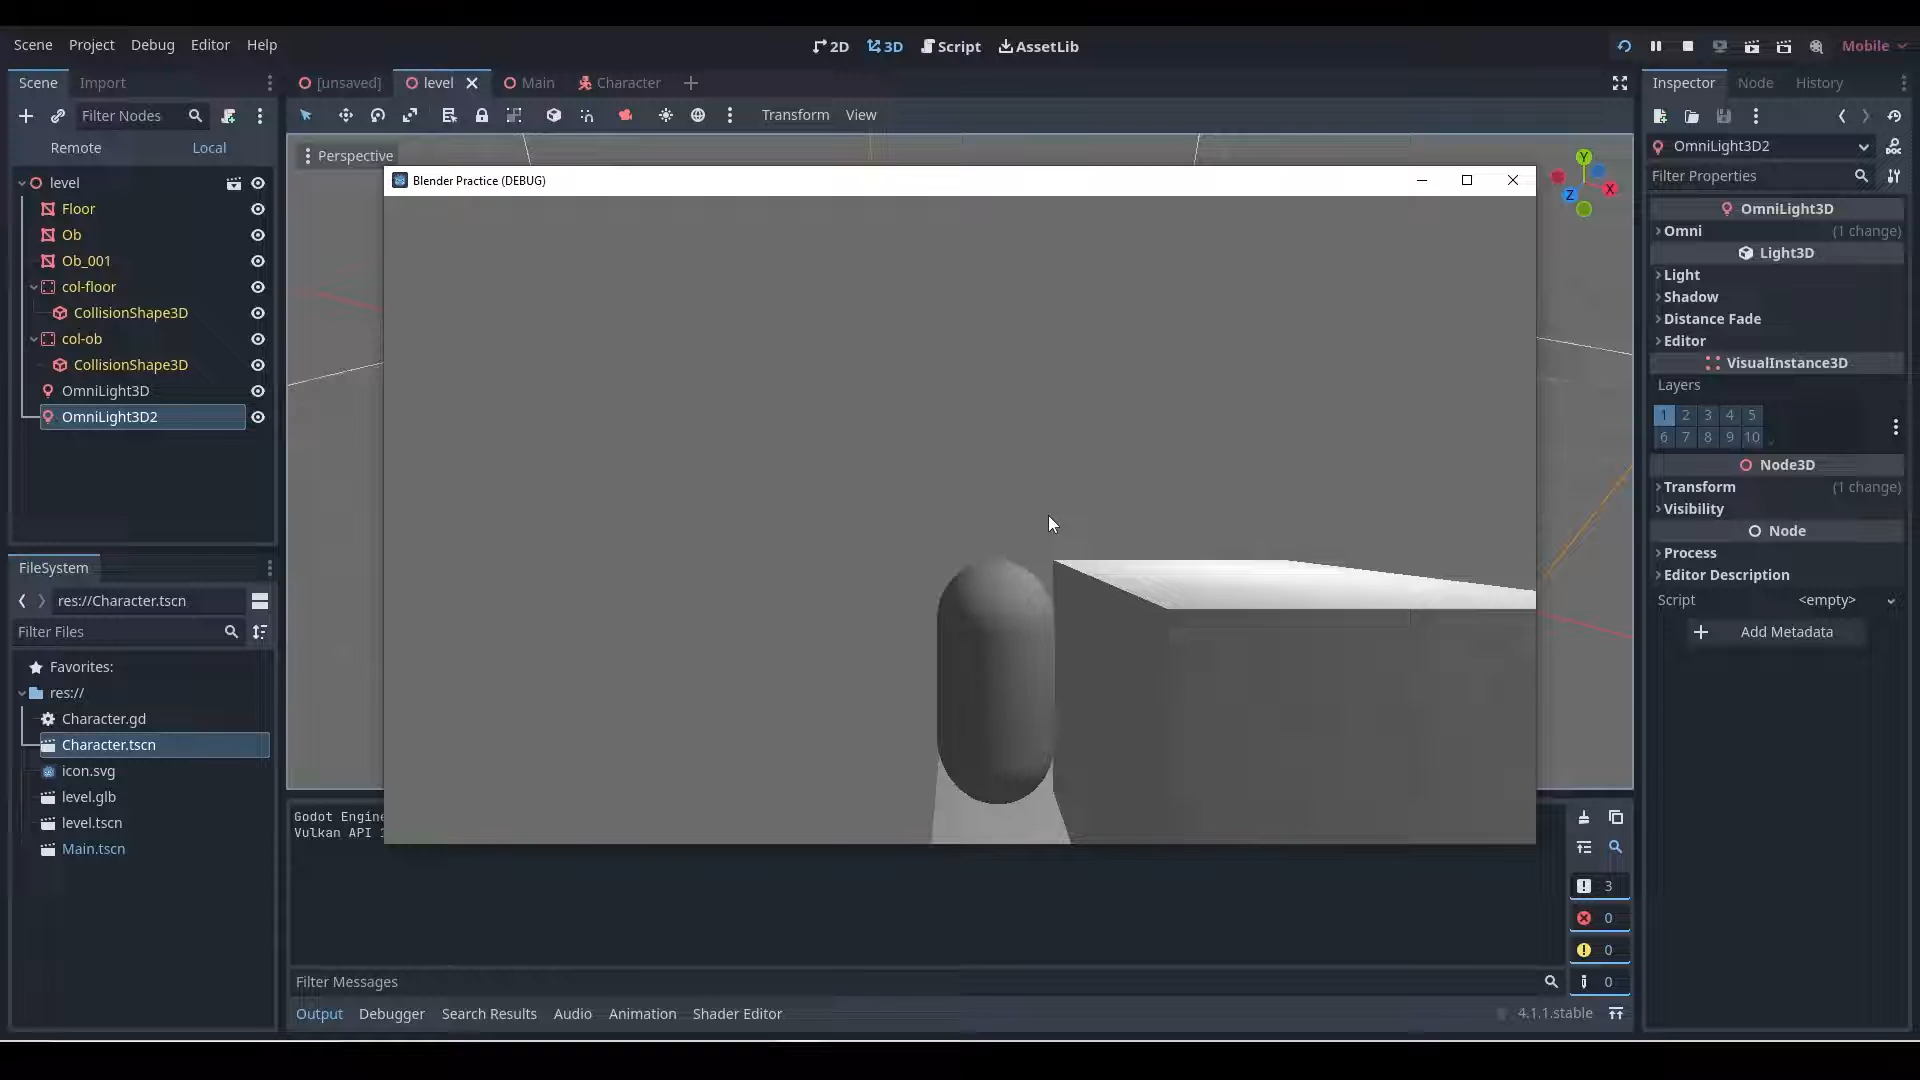 Scene Project Debug Editor Help
2D 3D Script AssetLib
Mobile
Scene Import
[unsaved] level Main Character
Inspector Node History
Filter Nodes
Transform View
Remote Local
Perspective
Y
X
Z
OmniLight3D2
Filter Properties
level
Floor
Ob
Ob_001
col-floor
CollisionShape3D
col-ob
CollisionShape3D
OmniLight3D
OmniLight3D2
Blender Practice (DEBUG)
OmniLight3D
Omni (1 change)
Light3D
Light
Shadow
Distance Fade
Editor
VisualInstance3D
Layers
1 2 3 4 5
6 7 8 9 10
Node3D
Transform (1 change)
Visibility
Node
Process
Editor Description
Script <empty>
Add Metadata
FileSystem
res://Character.tscn
Filter Files
Favorites:
res://
Character.gd
Character.tscn
icon.svg
level.glb
level.tscn
Main.tscn
Godot Engine
Vulkan API
3
0
0
0
Filter Messages
Output Debugger Search Results Audio Animation Shader Editor
4.1.1.stable